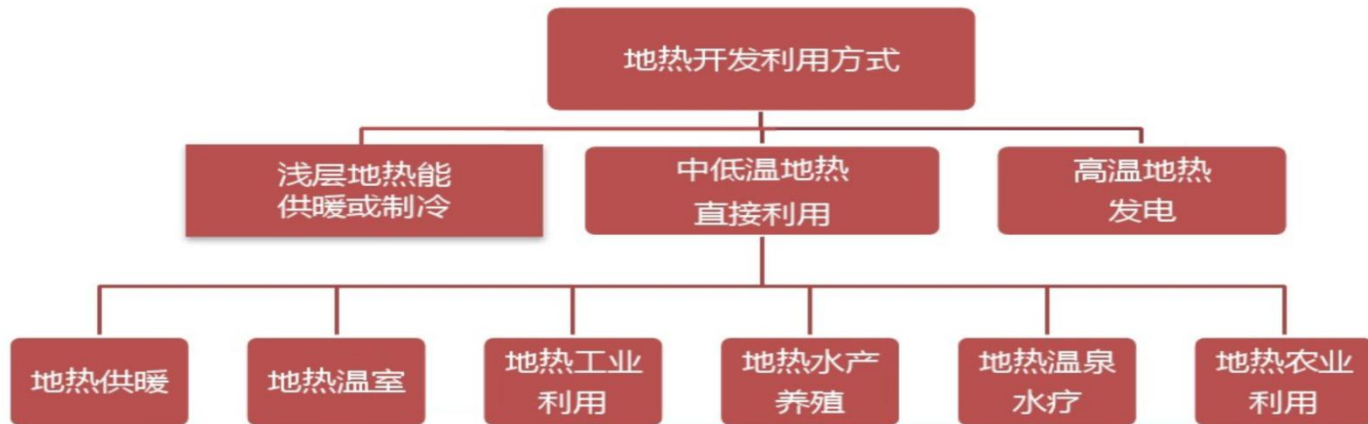 地热开发利用方式
浅层地热能
供暖或制冷
中低温地热
直接利用
高温地热
发电
地热供暖
地热温室
地热工业
利用
地热水产
养殖
地热温泉
水疗
地热农业
利用